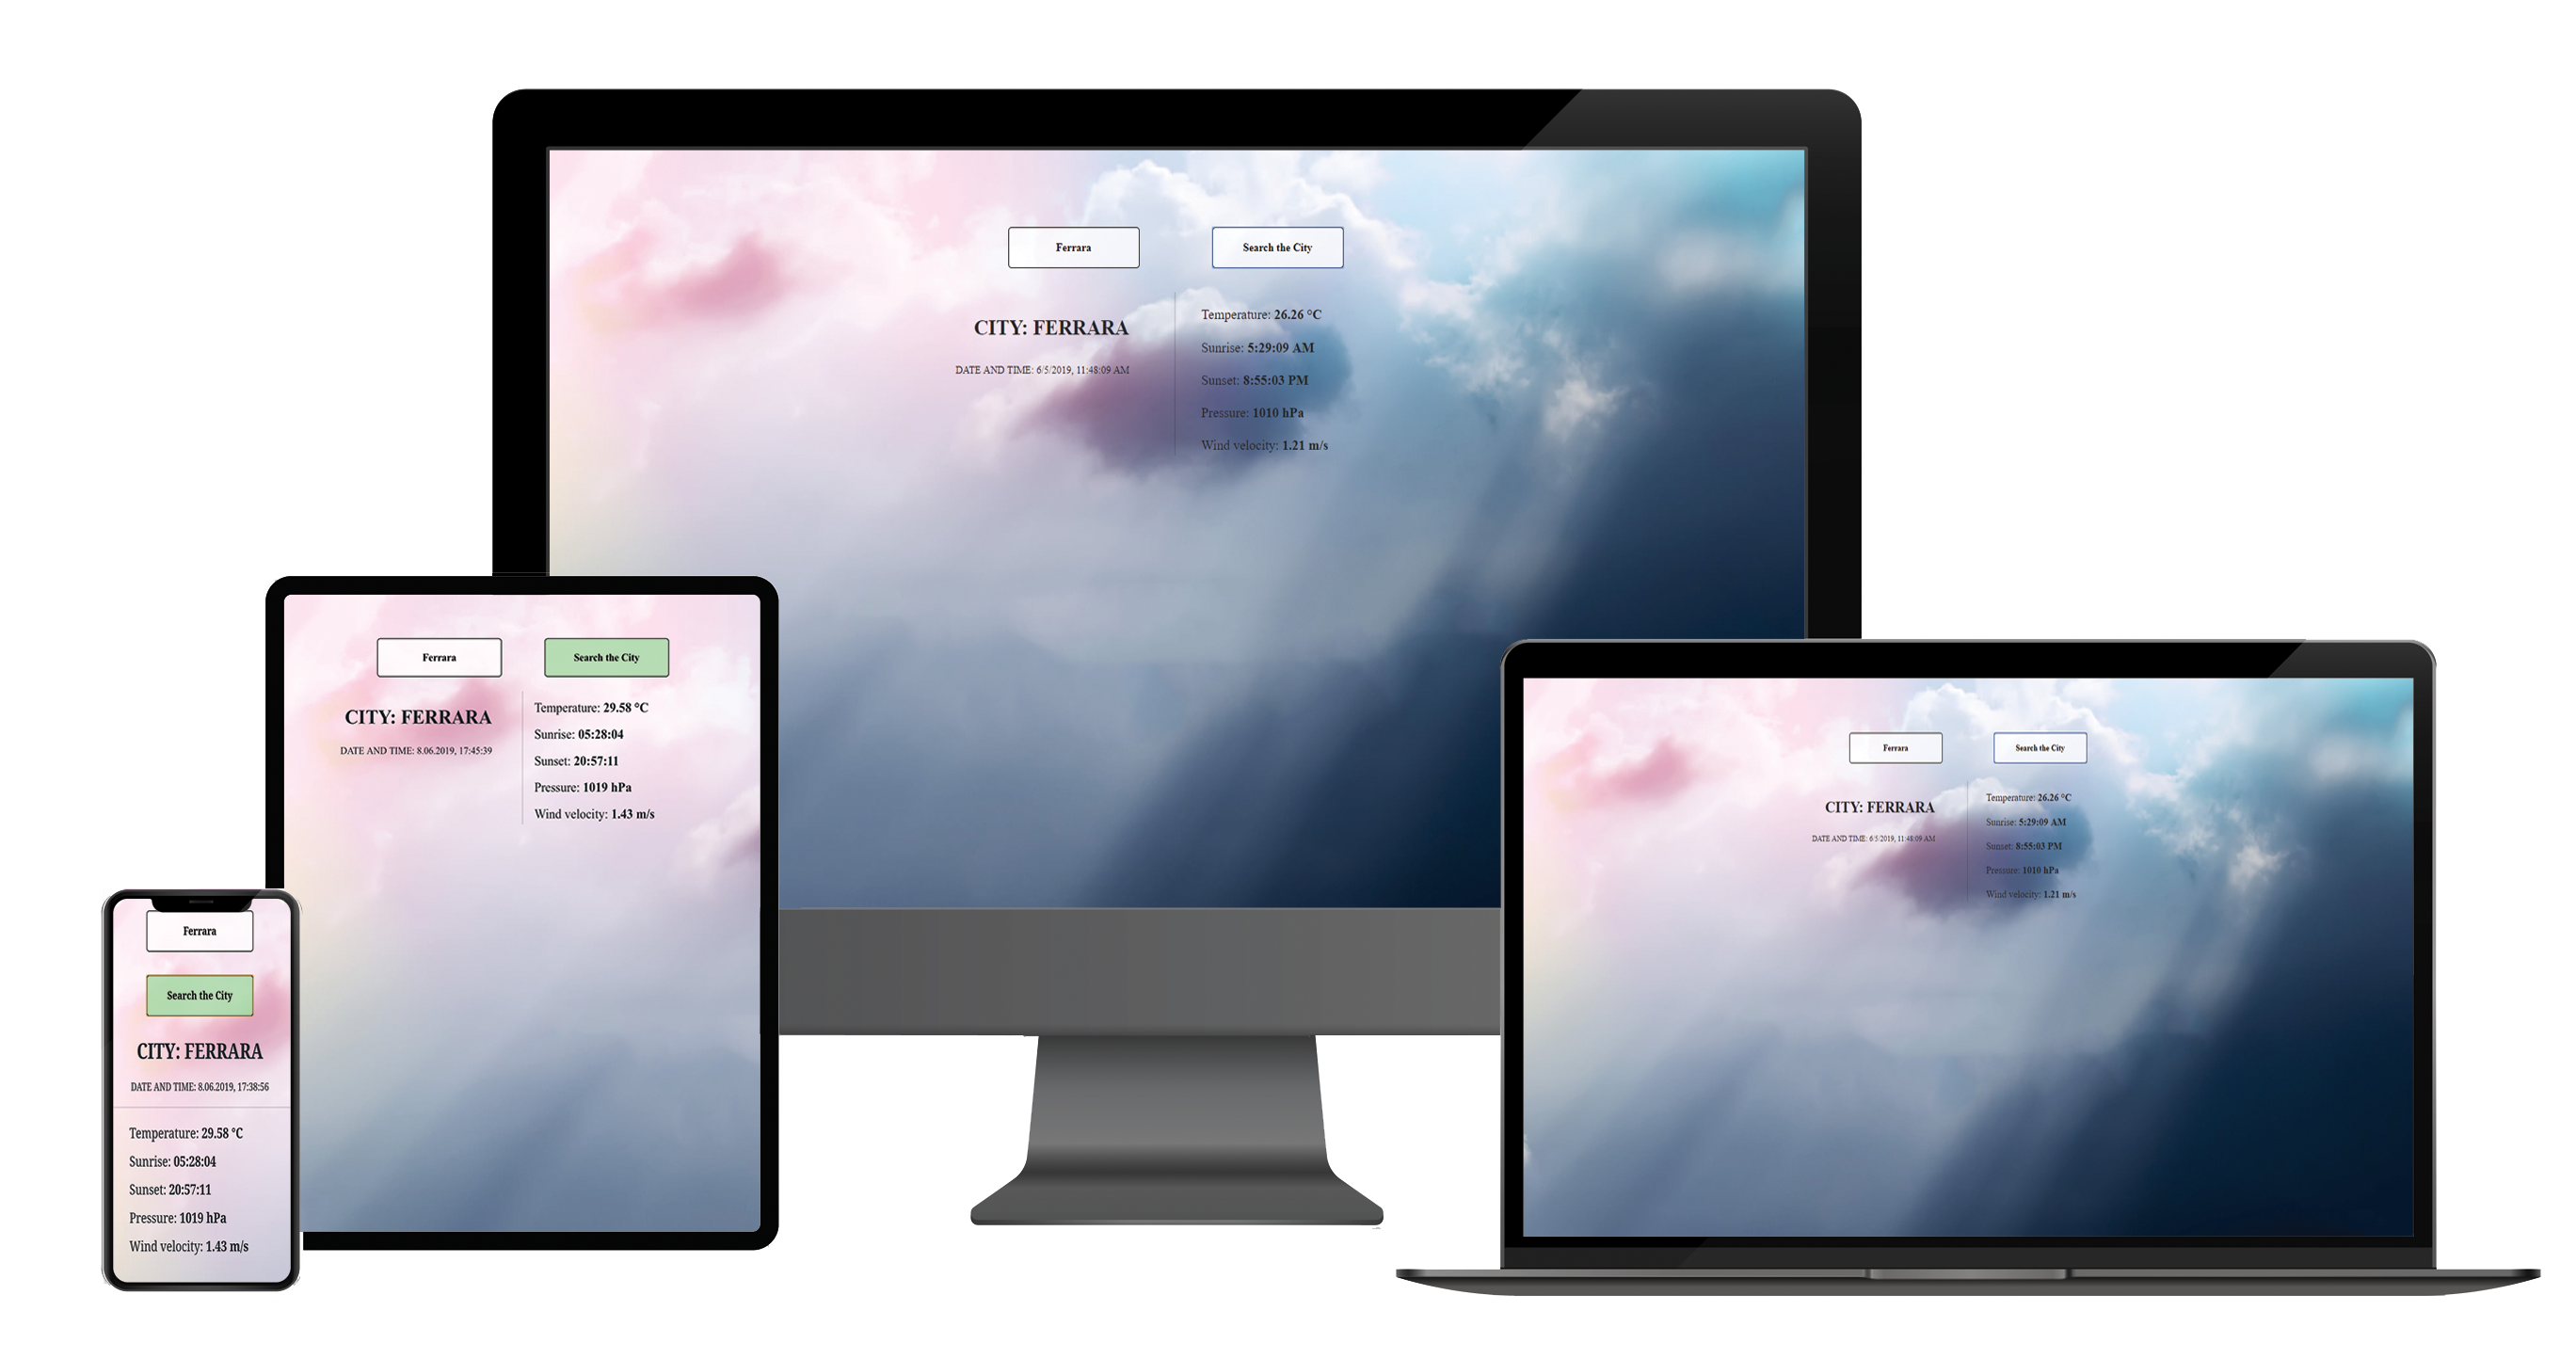 Ferrara
Search the City
CITY: FERRARA
DATE AND TIME: 6/5/2019, 11:48:09 AM
Temperature: 26.26 °C
Sunrise: 5:29:09 AM
Sunset: 8:55:03 PM
Pressure: 1010 hPa
Wind velocity: 1.21 m/s
Ferrara
Search the City
CITY: FERRARA
DATE AND TIME: 8.06.2019, 17:45:39
Temperature: 29.58 °C
Sunrise: 05:28:04
Sunset: 20:57:11
Pressure: 1019 hPa
Wind velocity: 1.43 m/s
Ferrara
Search the City
CITY: FERRARA
DATE AND TIME: 6/5/2019, 11:48:09 AM
Temperature: 26.26 °C
Sunrise: 5:29:09 AM
Sunset: 8:55:03 PM
Pressure: 1010 hPa
Wind velocity: 1.21 m/s
Ferrara
Search the City
CITY: FERRARA
DATE AND TIME: 8.06.2019, 17:38:56
Temperature: 29.58 °C
Sunrise: 05:28:04
Sunset: 20:57:11
Pressure: 1019 hPa
Wind velocity: 1.43 m/s